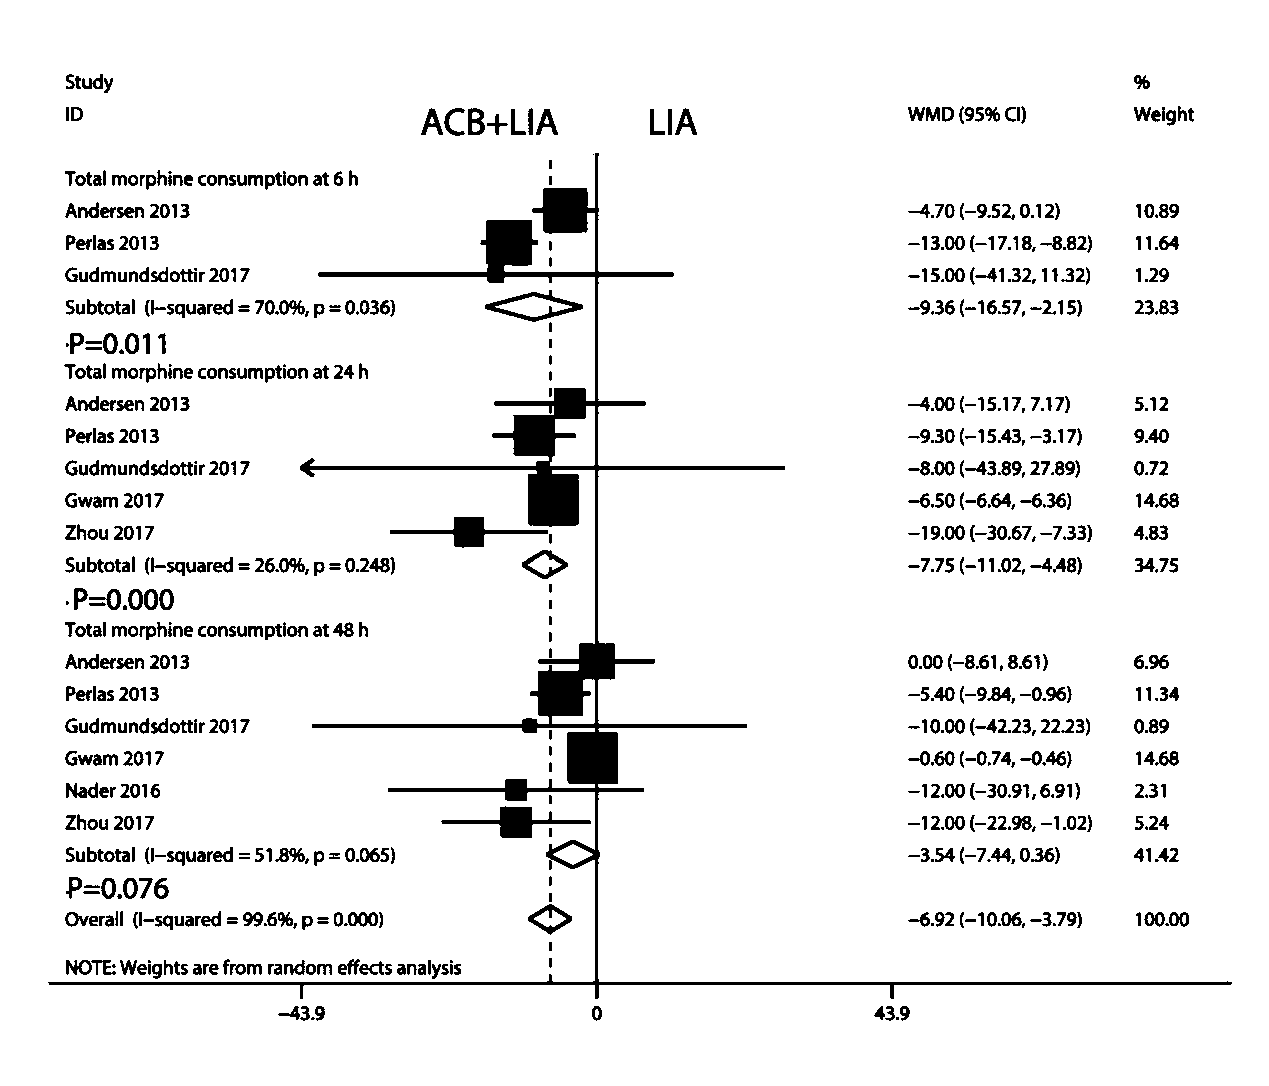 Study %
ID ACB+LIA LIA WMD (95% CI) Weight
Total morphine consumption at 6 h
Andersen 2013 −4.70 (−9.52, 0.12) 10.89
Perlas 2013 −13.00 (−17.18, −8.82) 11.64
Gudmundsdottir 2017 −15.00 (−41.32, 11.32) 1.29
Subtotal (I−squared = 70.0%, p = 0.036) −9.36 (−16.57, −2.15) 23.83
.P=0.011
Total morphine consumption at 24 h
Andersen 2013 −4.00 (−15.17, 7.17) 5.12
Perlas 2013 −9.30 (−15.43, −3.17) 9.40
Gudmundsdottir 2017 −8.00 (−43.89, 27.89) 0.72
Gwam 2017 −6.50 (−6.64, −6.36) 14.68
Zhou 2017 −19.00 (−30.67, −7.33) 4.83
Subtotal (I−squared = 26.0%, p = 0.248) −7.75 (−11.02, −4.48) 34.75
.P=0.000
Total morphine consumption at 48 h
Andersen 2013 0.00 (−8.61, 8.61) 6.96
Perlas 2013 −5.40 (−9.84, −0.96) 11.34
Gudmundsdottir 2017 −10.00 (−42.23, 22.23) 0.89
Gwam 2017 −0.60 (−0.74, −0.46) 14.68
Nader 2016 −12.00 (−30.91, 6.91) 2.31
Zhou 2017 −12.00 (−22.98, −1.02) 5.24
Subtotal (I−squared = 51.8%, p = 0.065) −3.54 (−7.44, 0.36) 41.42
P=0.076
Overall (I−squared = 99.6%, p = 0.000) −6.92 (−10.06, −3.79) 100.00
NOTE: Weights are from random effects analysis
−43.9 0 43.9